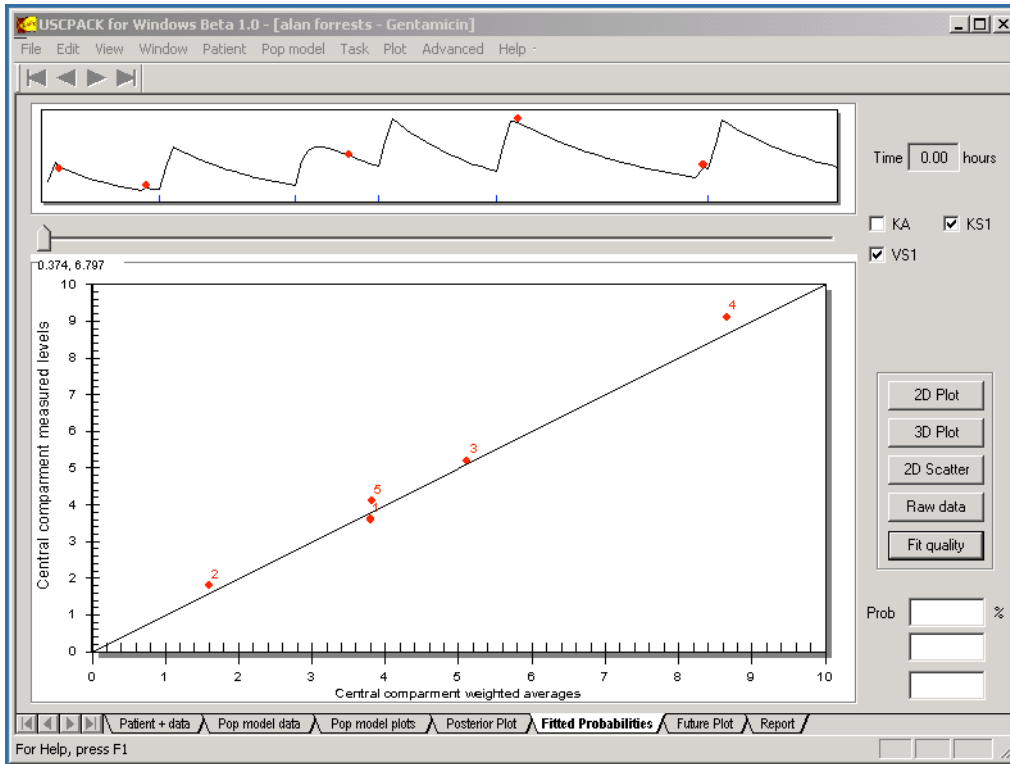 USCPACK for Windows Beta 1.0 - [alan forrests - Gentamicin]
File Edit View Window Patient Pop model Task Plot Advanced Help
Time 0.00 hours
KA KS1
VS1
0.374, 6.797
Central comparment measured levels
10
9
8
7
6
5
4
3
2
1
0
4
3
5
1
2
0 1 2 3 4 5 6 7 8 9 10
Central comparment weighted averages
2D Plot
3D Plot
2D Scatter
Raw data
Fit quality
Prob %
Patient + data Pop model data Pop model plots Posterior Plot Fitted Probabilities Future Plot Report
For Help, press F1